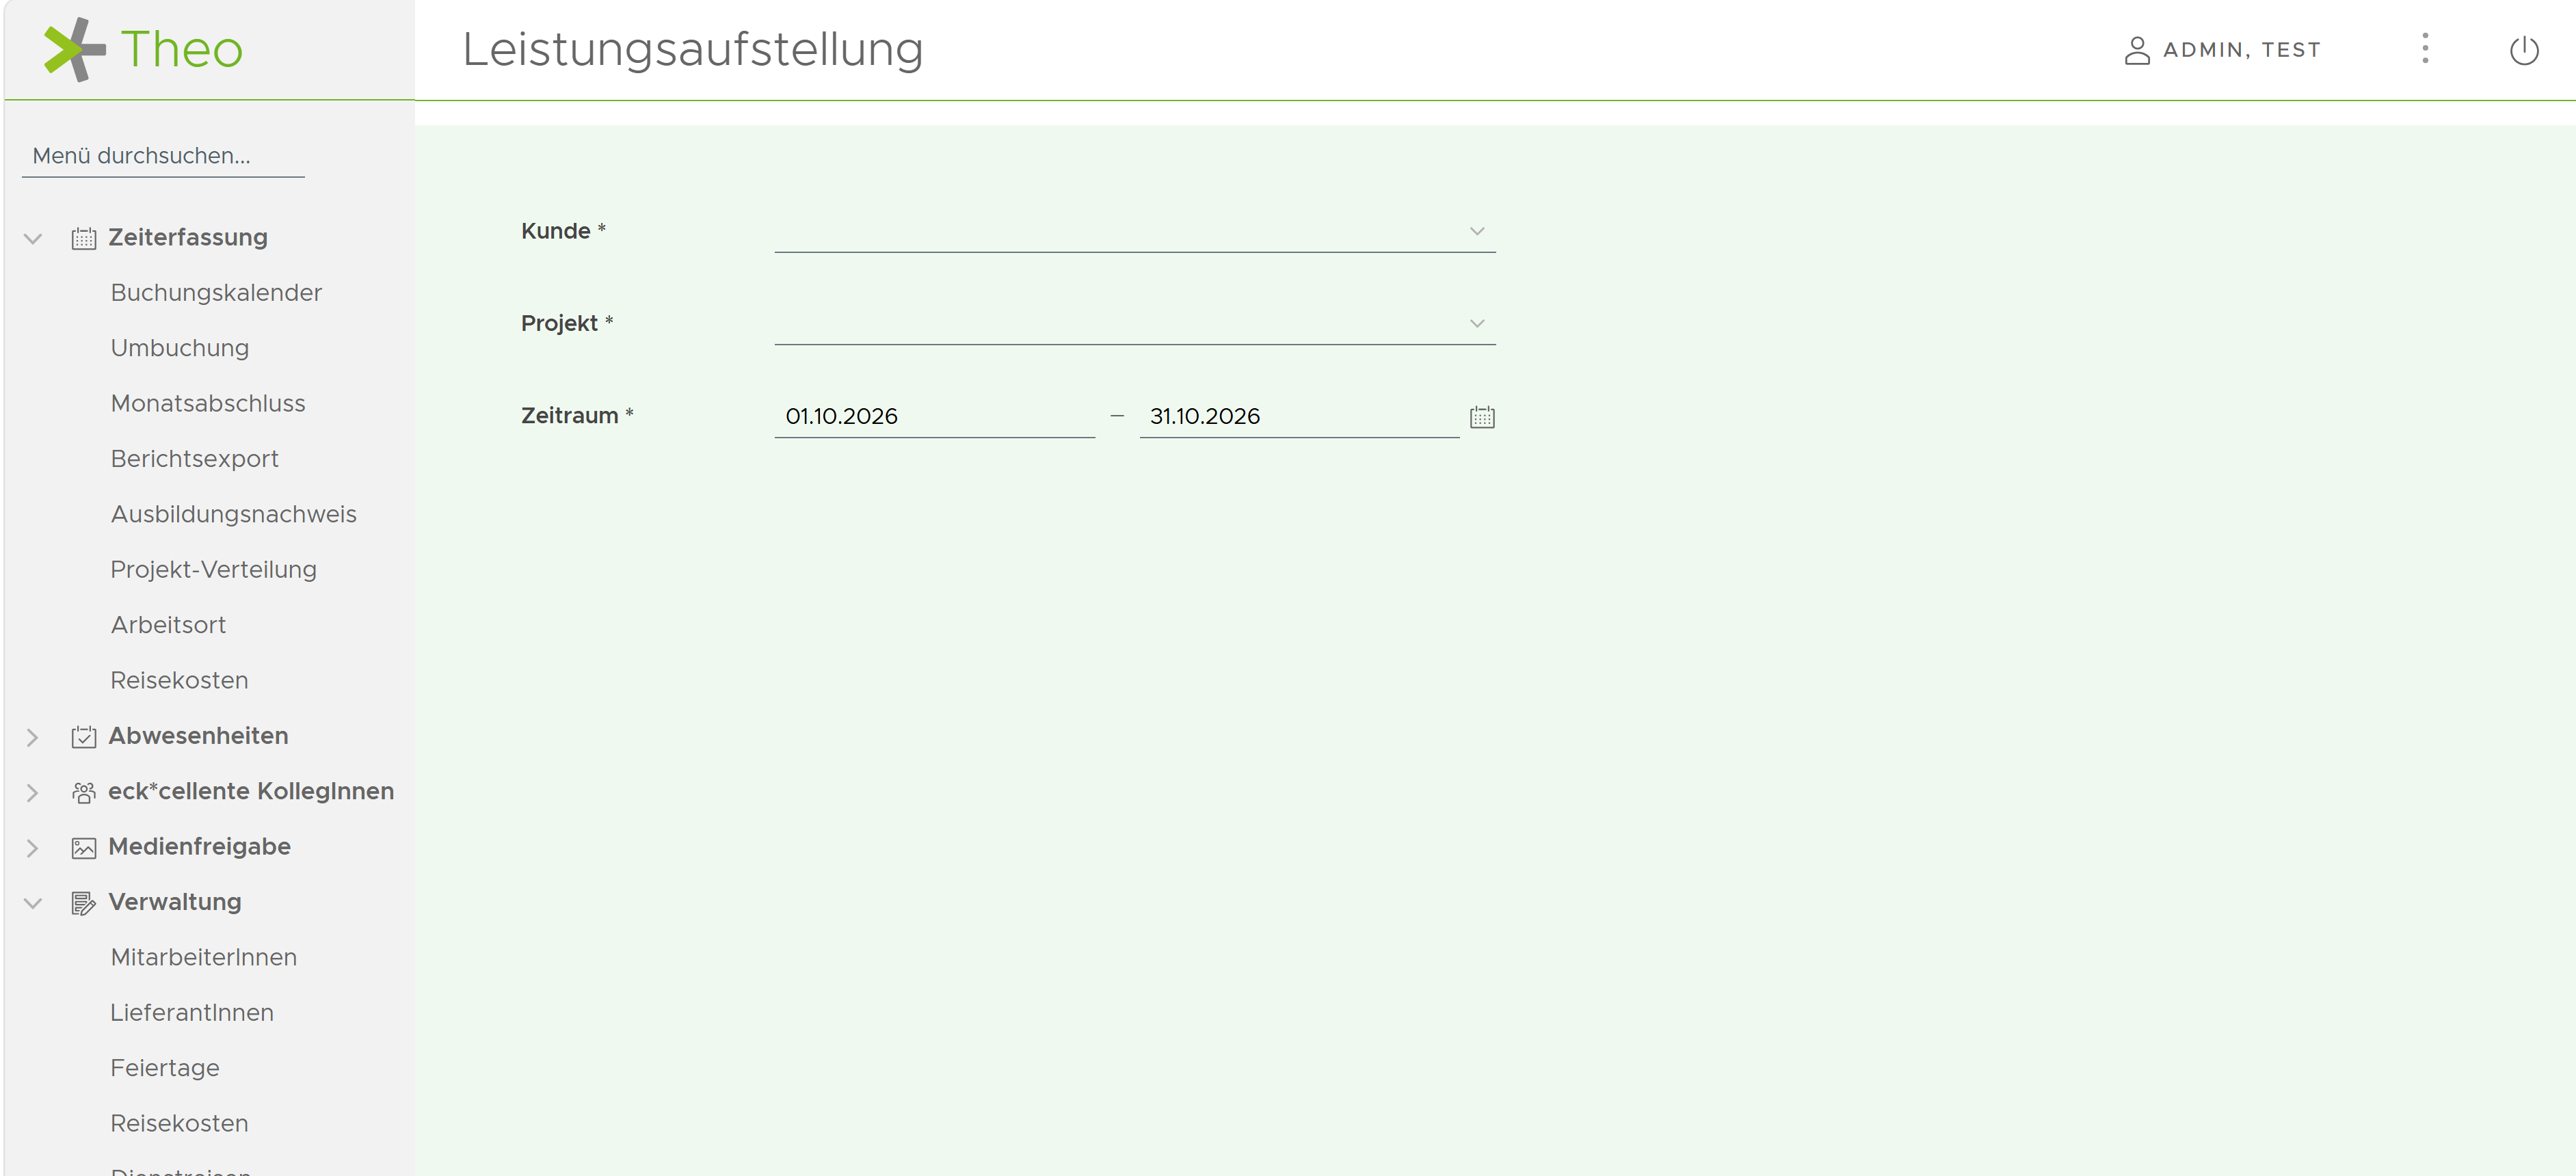 Theo
Leistungsaufstellung
ADMIN, TEST
Menü durchsuchen...
Zeiterfassung
Buchungskalender
Umbuchung
Monatsabschluss
Berichtsexport
Ausbildungsnachweis
Projekt-Verteilung
Arbeitsort
Reisekosten
Abwesenheiten
eck*cellente KollegInnen
Medienfreigabe
Verwaltung
MitarbeiterInnen
LieferantInnen
Feiertage
Reisekosten
Kunde *
Projekt *
Zeitraum *
01.10.2026 – 31.10.2026